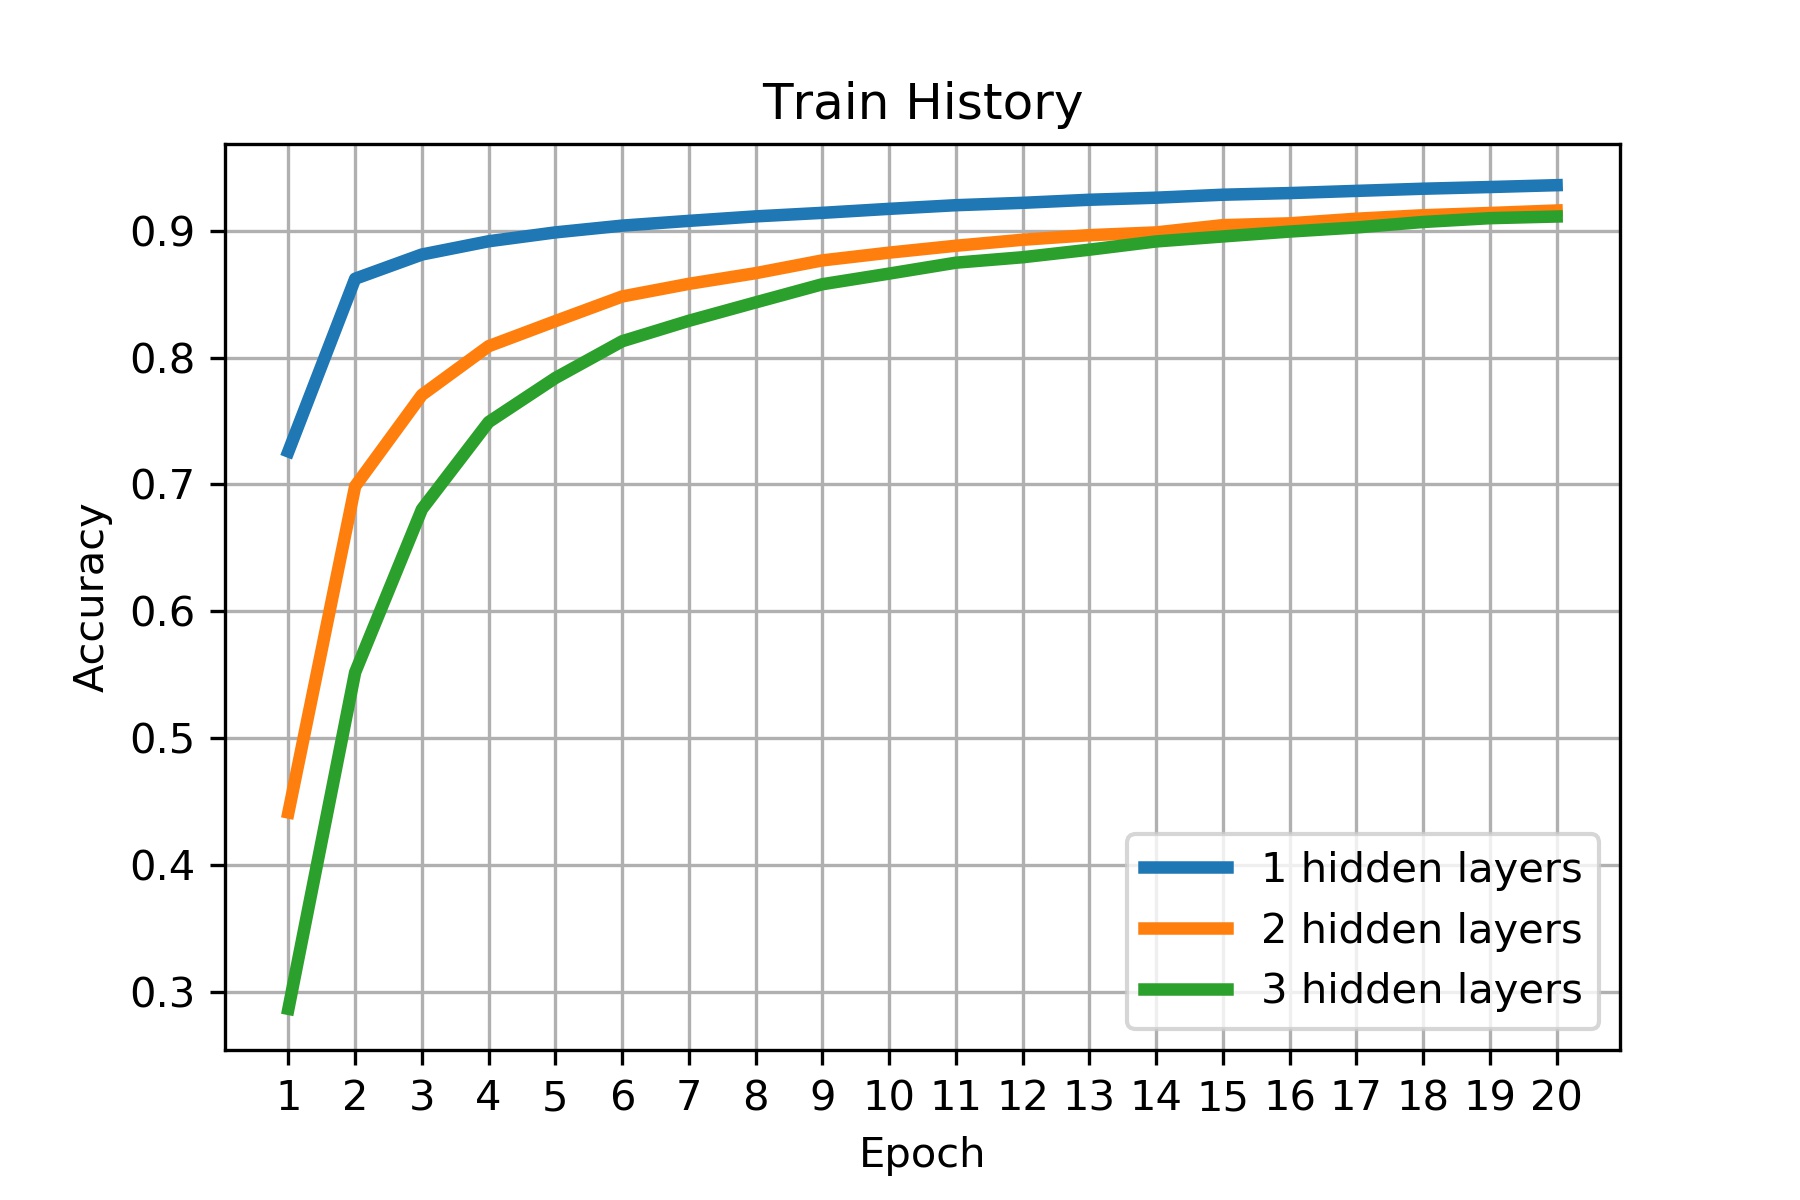 Train History
Accuracy
0.9
0.8
0.7
0.6
0.5
0.4
0.3
1 hidden layers
2 hidden layers
3 hidden layers
1 2 3 4 5 6 7 8 9 10 11 12 13 14 15 16 17 18 19 20
Epoch